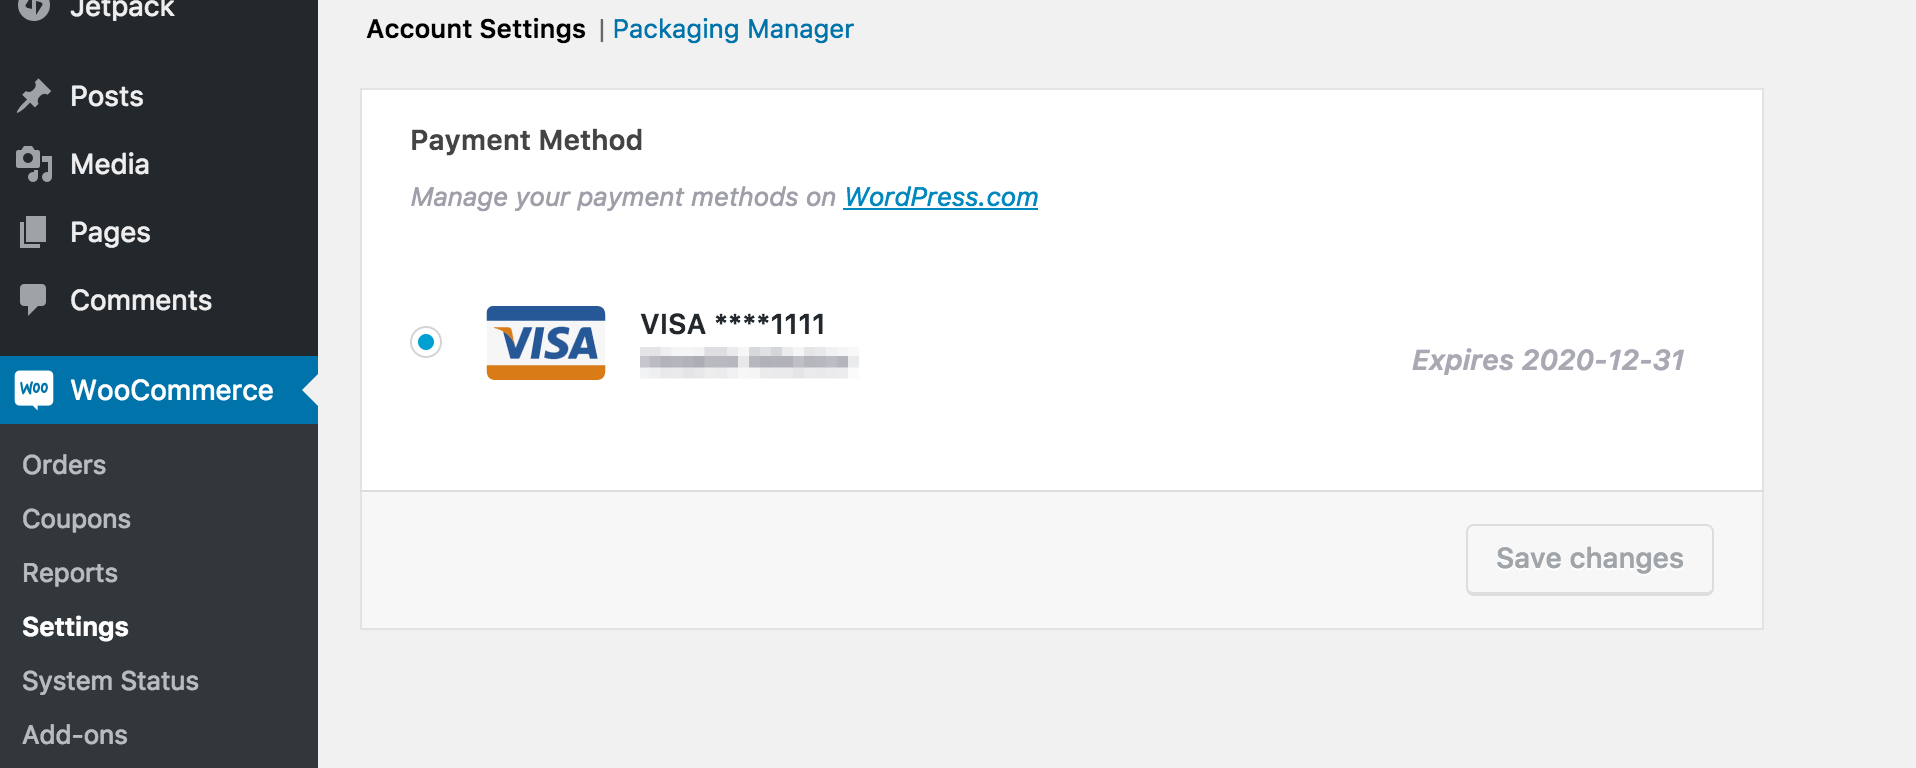 Jetpack
Posts
Media
Pages
Comments
Woo WooCommerce
Orders
Coupons
Reports
Settings
System Status
Add-ons
Account Settings | Packaging Manager
Payment Method
Manage your payment methods on WordPress.com
VISA
VISA ****1111
Expires 2020-12-31
Save changes